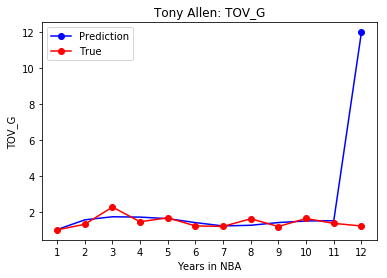 Tony Allen: TOV_G
Prediction
True
12
10
8
6
4
2
TOV_G
1 2 3 4 5 6 7 8 9 10 11 12
Years in NBA